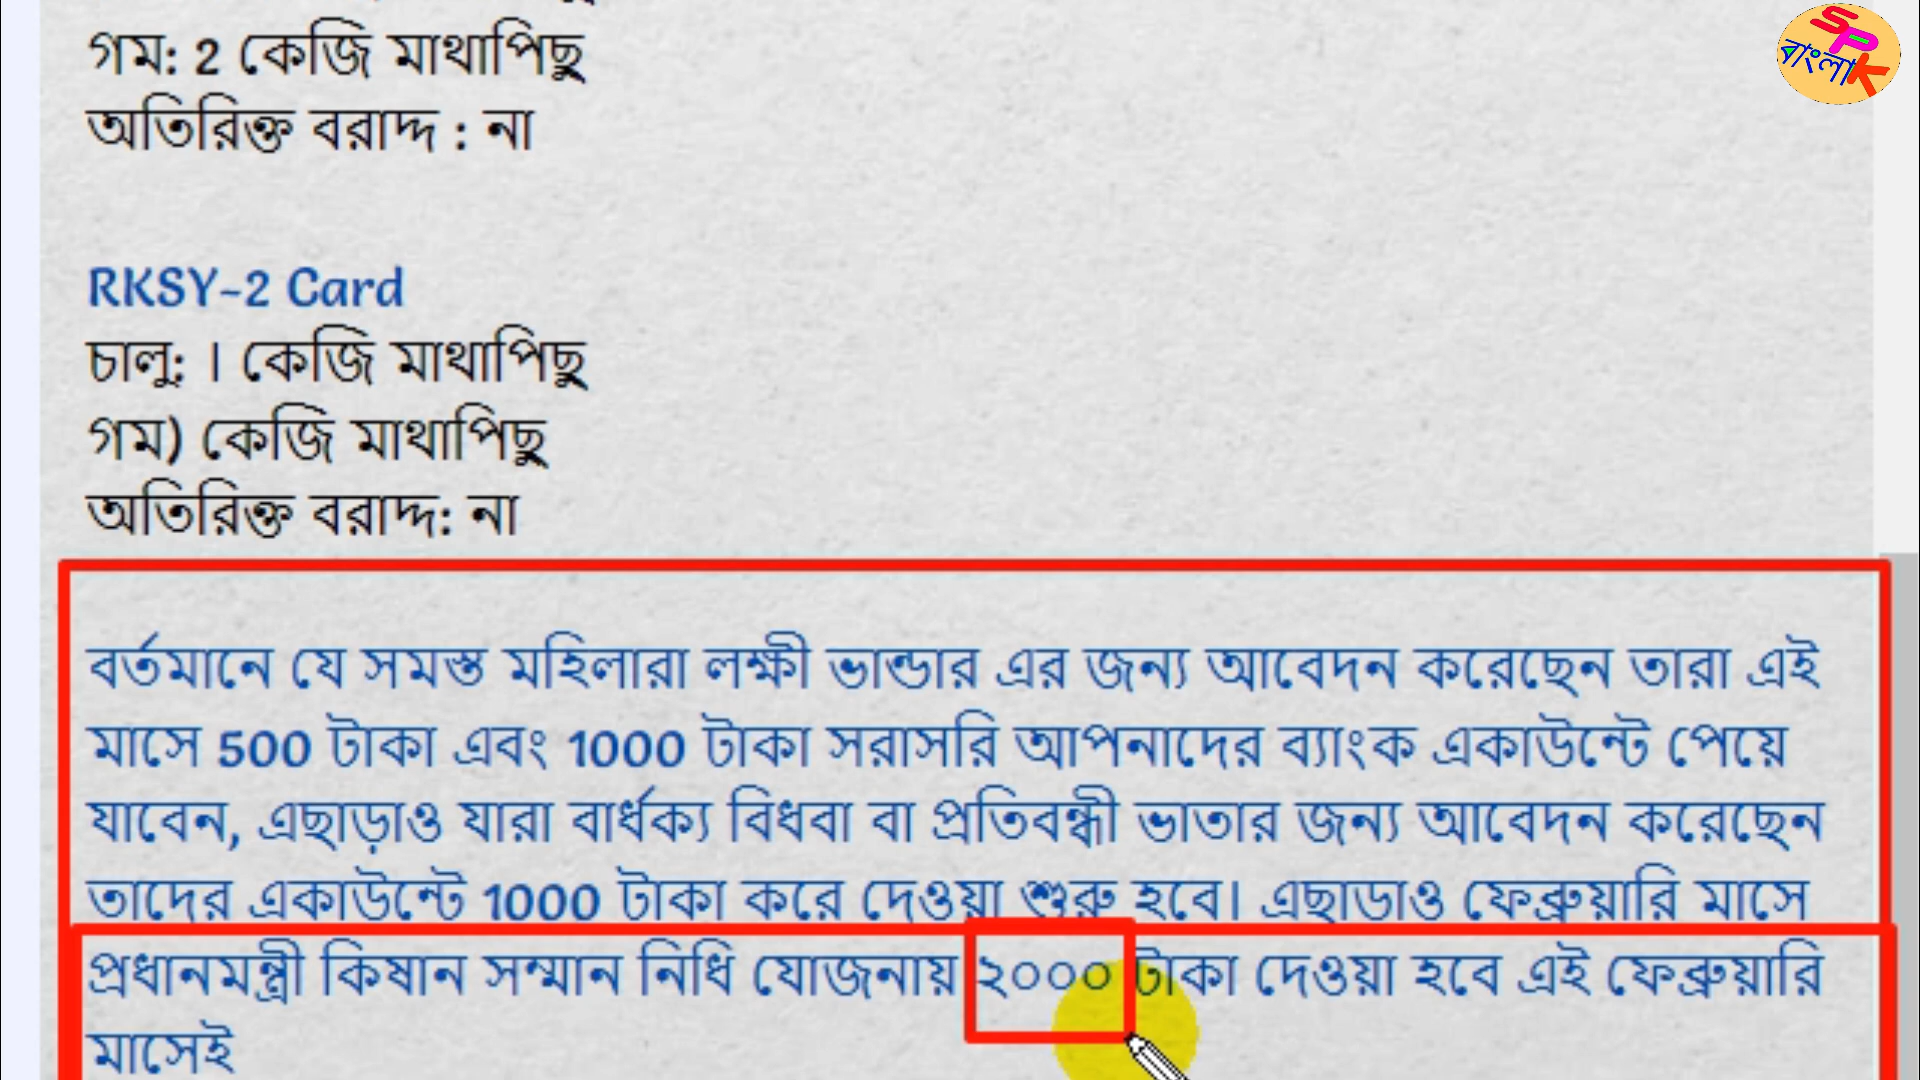 SPK
বাংলা
গম: 2 কেজি মাথাপিছু
অতিরিক্ত বরাদ্দ : না
RKSY-2 Card
চালু: । কেজি মাথাপিছু
গম) কেজি মাথাপিছু
অতিরিক্ত বরাদ্দ: না
বর্তমানে যে সমস্ত মহিলারা লক্ষী ভান্ডার এর জন্য আবেদন করেছেন তারা এই
মাসে 500 টাকা এবং 1000 টাকা সরাসরি আপনাদের ব্যাংক একাউন্টে পেয়ে
যাবেন, এছাড়াও যারা বার্ধক্য বিধবা বা প্রতিবন্ধী ভাতার জন্য আবেদন করেছেন
তাদের একাউন্টে 1000 টাকা করে দেওয়া শুরু হবে। এছাডাও ফেব্রুয়ারি মাসে
প্রধানমন্ত্রী কিষান সম্মান নিধি যোজনায় ২০০০ টাকা দেওয়া হবে এই ফেব্রুয়ারি
মাসেই